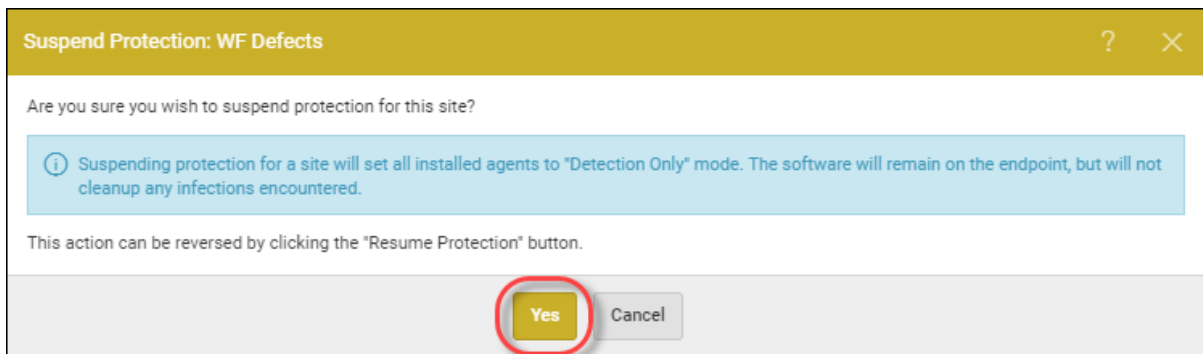 Suspend Protection: WF Defects ? ×
Are you sure you wish to suspend protection for this site?
Suspending protection for a site will set all installed agents to "Detection Only" mode. The software will remain on the endpoint, but will not
cleanup any infections encountered.
This action can be reversed by clicking the "Resume Protection" button.
Yes Cancel